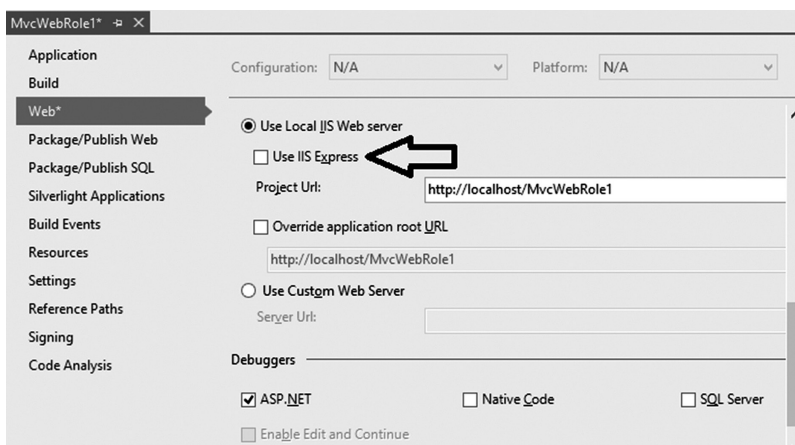 MvcWebRole1*
Application
Build
Web*
Package/Publish Web
Package/Publish SQL
Silverlight Applications
Build Events
Resources
Settings
Reference Paths
Signing
Code Analysis
Configuration: N/A Platform: N/A
Use Local IIS Web server
Use IIS Express
Project Url: http://localhost/MvcWebRole1
Override application root URL
http://localhost/MvcWebRole1
Use Custom Web Server
Server Url:
Debuggers
ASP.NET Native Code SQL Server
Enable Edit and Continue